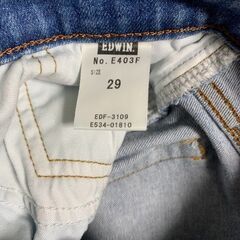 EDWIN
No. E403F
SIZE
29
EDF-3109
E534-01810